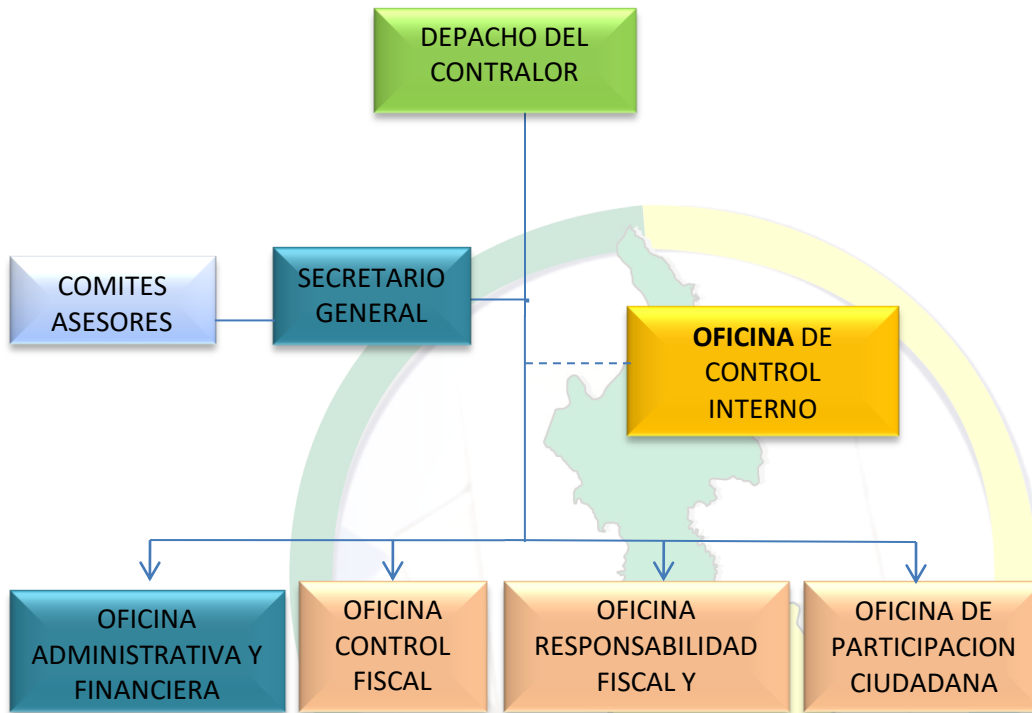 DEPACHO DEL
CONTRALOR
COMITES
ASESORES
SECRETARIO
GENERAL
OFICINA DE
CONTROL
INTERNO
OFICINA
ADMINISTRATIVA Y
FINANCIERA
OFICINA
CONTROL
FISCAL
OFICINA
RESPONSABILIDAD
FISCAL Y
OFICINA DE
PARTICIPACION
CIUDADANA